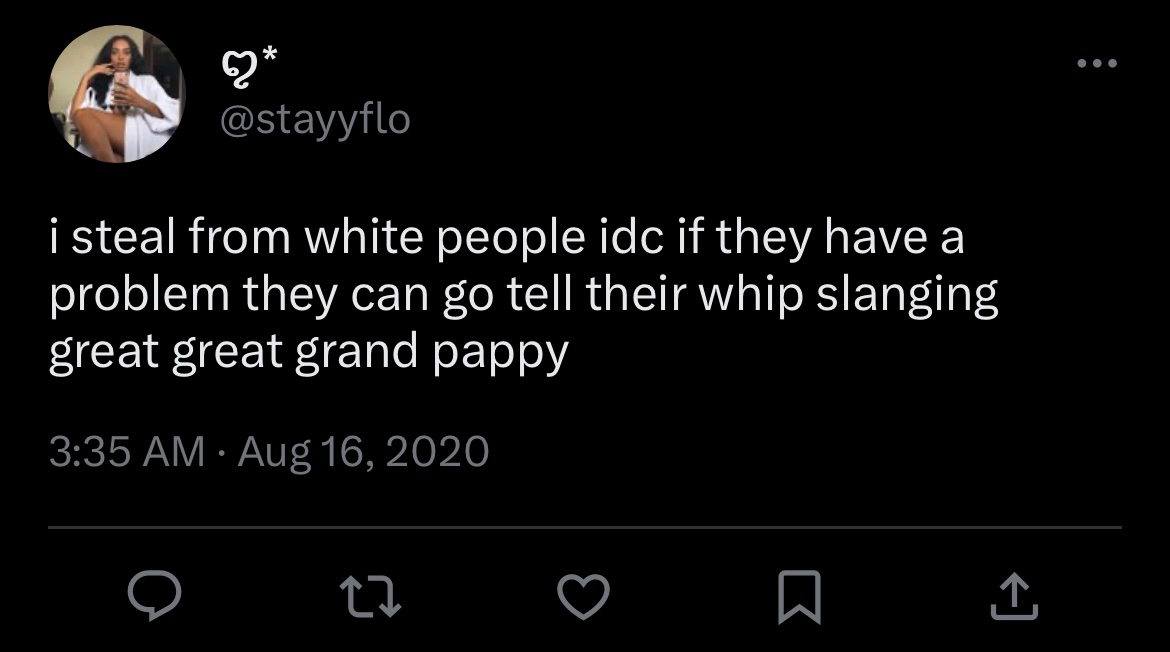 ღ*
@stayyflo
i steal from white people idc if they have a
problem they can go tell their whip slanging
great great grand pappy
3:35 AM · Aug 16, 2020